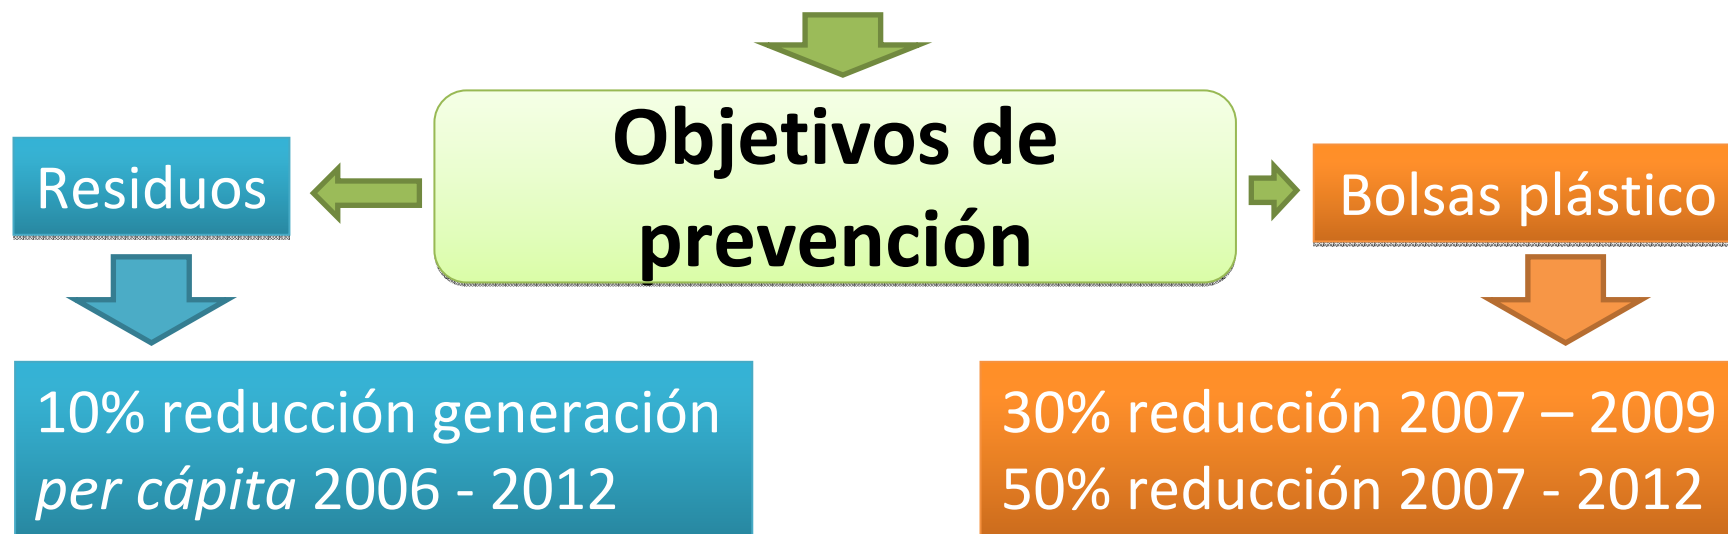 Objetivos de
prevención
Residuos
Bolsas plástico
10% reducción generación
per cápita 2006 - 2012
30% reducción 2007 – 2009
50% reducción 2007 - 2012